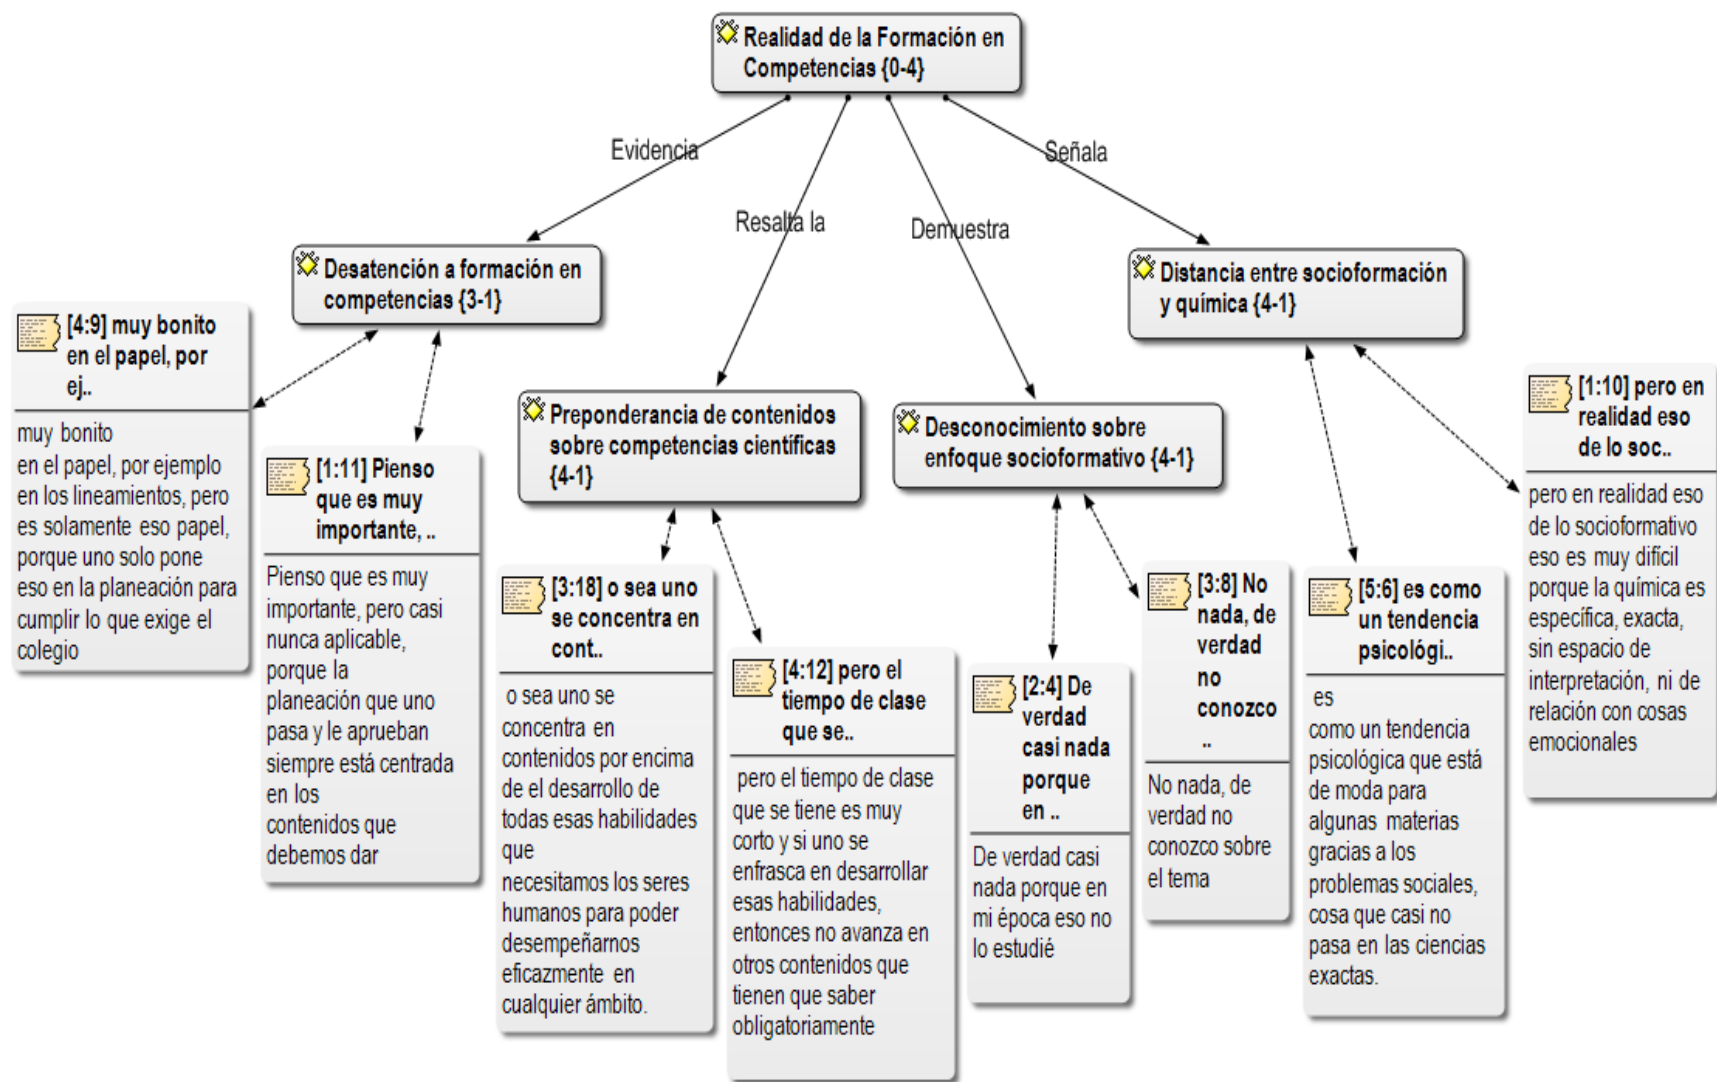 Realidad de la Formación en
Competencias {0-4}
Evidencia
Señala
Resalta la
Demuestra
Desatención a formación en
competencias {3-1}
Distancia entre socioformación
y química {4-1}
Preponderancia de contenidos
sobre competencias científicas
{4-1}
Desconocimiento sobre
enfoque socioformativo {4-1}
[4:9] muy bonito
en el papel, por
ej..
muy bonito
en el papel, por ejemplo
en los lineamientos, pero
es solamente eso papel,
porque uno solo pone
eso en la planeación para
cumplir lo que exige el
colegio
[1:11] Pienso
que es muy
importante, ..
Pienso que es muy
importante, pero casi
nunca aplicable,
porque la
planeación que uno
pasa y le aprueban
siempre está centrada
en los
contenidos que
debemos dar
[3:18] o sea uno
se concentra en
cont..
o sea uno se
concentra en
contenidos por encima
de el desarrollo de
todas esas habilidades
que
necesitamos los seres
humanos para poder
desempeñarnos
eficazmente en
cualquier ámbito.
[4:12] pero el
tiempo de clase
que se..
pero el tiempo de clase
que se tiene es muy
corto y si uno se
enfrasca en desarrollar
esas habilidades,
entonces no avanza en
otros contenidos que
tienen que saber
obligatoriamente
[2:4] De
verdad
casi nada
porque
en ..
De verdad casi
nada porque en
mi época eso no
lo estudié
[3:8] No
nada, de
verdad
no
conozco
..
No nada, de
verdad no
conozco sobre
el tema
[5:6] es como
un tendencia
psicológi..
es
como un tendencia
psicológica que está
de moda para
algunas materias
gracias a los
problemas sociales,
cosa que casi no
pasa en las ciencias
exactas.
[1:10] pero en
realidad eso
de lo soc..
pero en realidad eso
de lo socioformativo
eso es muy difícil
porque la química es
específica, exacta,
sin espacio de
interpretación, ni de
relación con cosas
emocionales